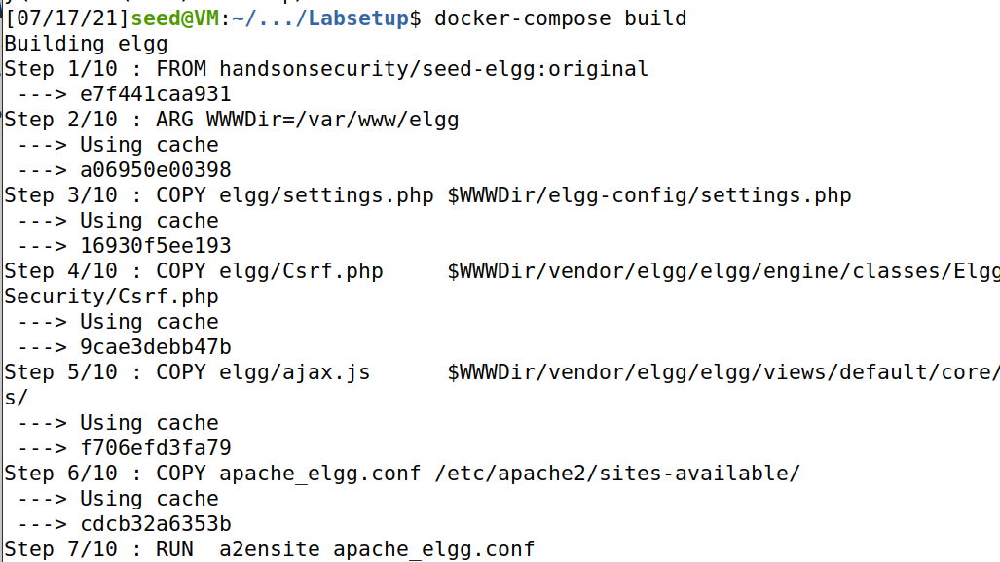 [07/17/21]seed@VM:~/.../Labsetup$ docker-compose build
Building elgg
Step 1/10 : FROM handsonsecurity/seed-elgg:original
 ---> e7f441caa931
Step 2/10 : ARG WWWDir=/var/www/elgg
 ---> Using cache
 ---> a06950e00398
Step 3/10 : COPY elgg/settings.php $WWWDir/elgg-config/settings.php
 ---> Using cache
 ---> 16930f5ee193
Step 4/10 : COPY elgg/Csrf.php     $WWWDir/vendor/elgg/elgg/engine/classes/Elgg
Security/Csrf.php
 ---> Using cache
 ---> 9cae3debb47b
Step 5/10 : COPY elgg/ajax.js      $WWWDir/vendor/elgg/elgg/views/default/core/
s/
 ---> Using cache
 ---> f706efd3fa79
Step 6/10 : COPY apache_elgg.conf /etc/apache2/sites-available/
 ---> Using cache
 ---> cdcb32a6353b
Step 7/10 : RUN  a2ensite apache_elgg.conf